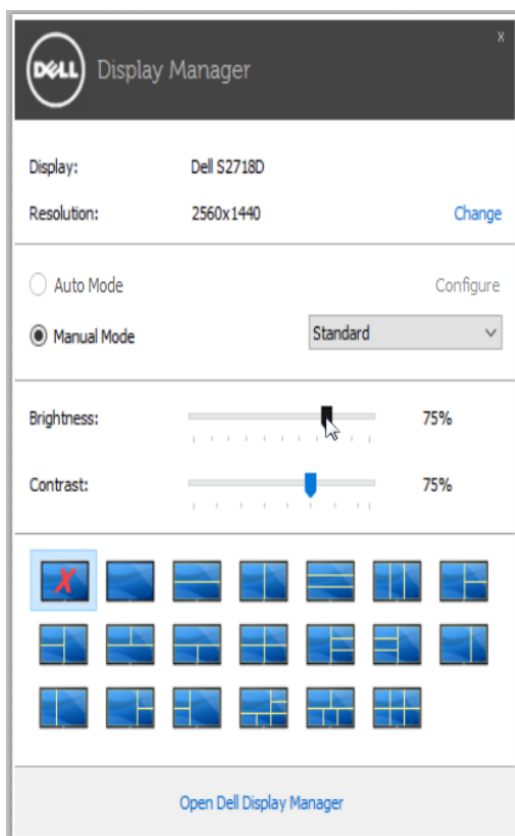 x
DELL Display Manager
Display: Dell S2718D
Resolution: 2560x1440 Change
Auto Mode Configure
Manual Mode Standard
Brightness: 75%
Contrast: 75%
X
Open Dell Display Manager